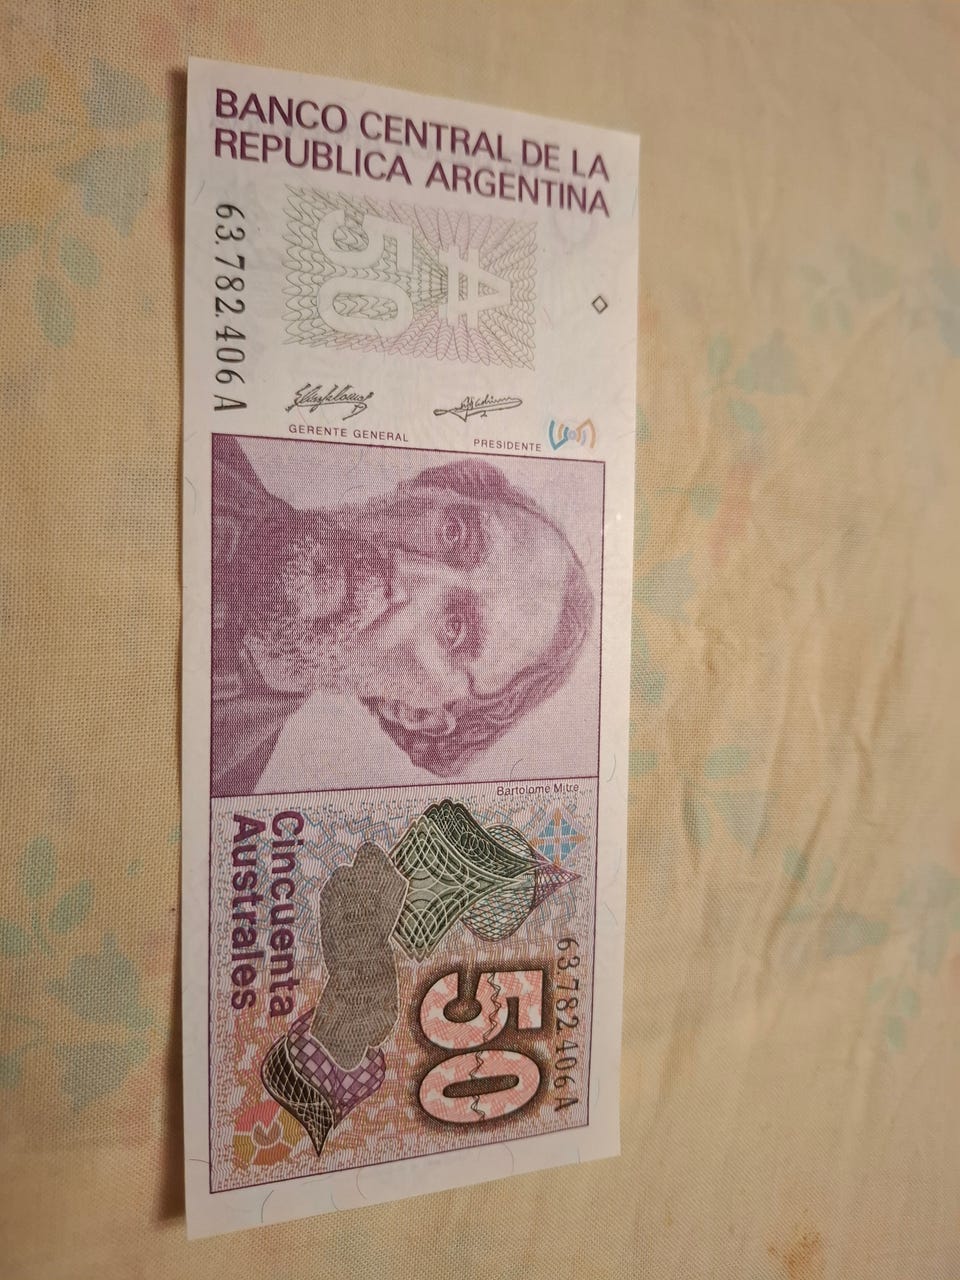 BANCO CENTRAL DE LA
REPUBLICA ARGENTINA
₳
50
63.782.406 A
GERENTE GENERAL
PRESIDENTE
Bartolome Mitre
63.782.406 A
50
Cincuenta
Australes